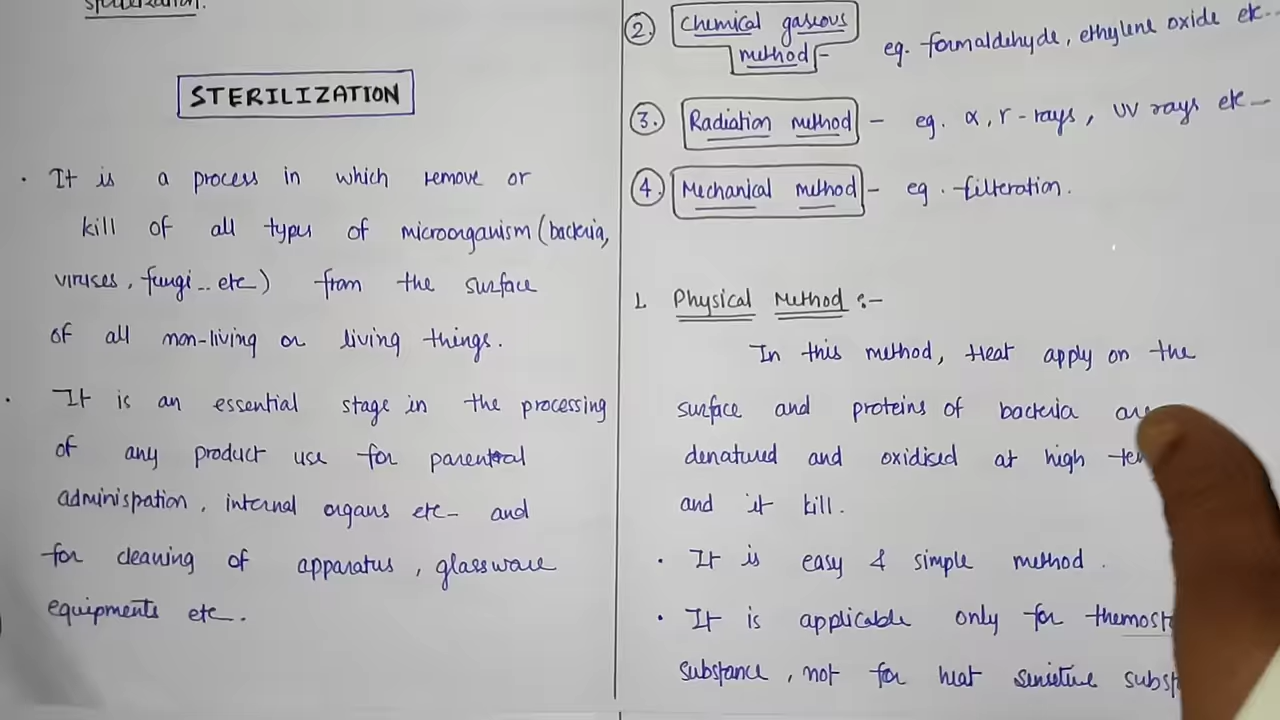 sterilization.
STERILIZATION
• It is a process in which remove or
kill of all types of microorganism (bacteria,
viruses, fungi .. etc) from the surface
of all non-living or living things.
• It is an essential stage in the processing
of any product use for parentral
administation, internal organs etc- and
for cleaning of apparatus, glassware
equipments etc.
2. Chemical gaseous
method - eg. formaldehyde, ethylene oxide etc..
3. Radiation method - eg. α, r-rays, UV rays etc-
4. Mechanical method - eg. filteration.
1. Physical Method :-
In this method, Heat apply on the
surface and proteins of bacteria are
denatured and oxidised at high
and it kill.
• It is easy & simple method.
• It is applicable only for
substance, not for heat sensetive